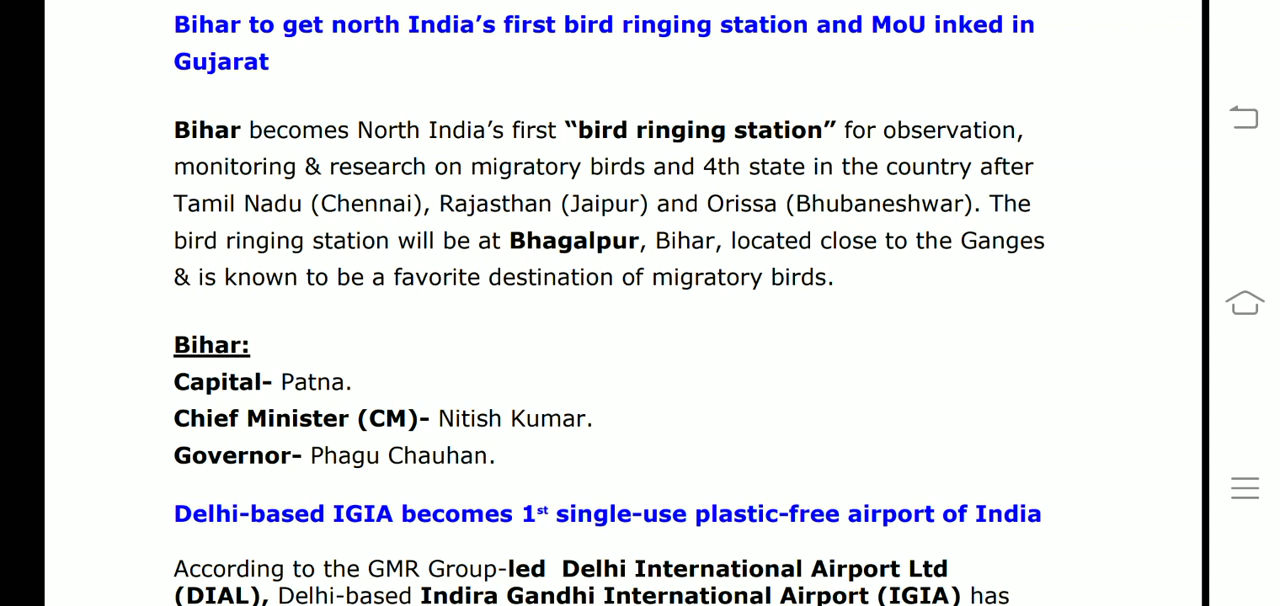 Bihar to get north India’s first bird ringing station and MoU inked in
Gujarat
Bihar becomes North India’s first “bird ringing station” for observation,
monitoring & research on migratory birds and 4th state in the country after
Tamil Nadu (Chennai), Rajasthan (Jaipur) and Orissa (Bhubaneshwar). The
bird ringing station will be at Bhagalpur, Bihar, located close to the Ganges
& is known to be a favorite destination of migratory birds.
Bihar:
Capital- Patna.
Chief Minister (CM)- Nitish Kumar.
Governor- Phagu Chauhan.
Delhi-based IGIA becomes 1st single-use plastic-free airport of India
According to the GMR Group-led Delhi International Airport Ltd
(DIAL), Delhi-based Indira Gandhi International Airport (IGIA) has